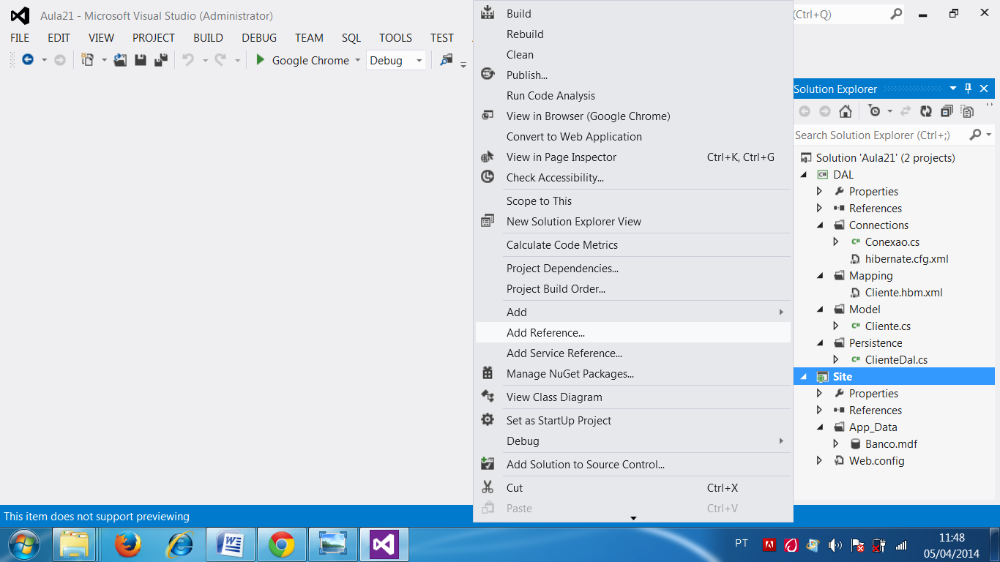 Aula21 - Microsoft Visual Studio (Administrator)
(Ctrl+Q)
FILE EDIT VIEW PROJECT BUILD DEBUG TEAM SQL TOOLS TEST
Google Chrome Debug
Build
Rebuild
Clean
Publish...
Run Code Analysis
View in Browser (Google Chrome)
Convert to Web Application
View in Page Inspector Ctrl+K, Ctrl+G
Check Accessibility...
Scope to This
New Solution Explorer View
Calculate Code Metrics
Project Dependencies...
Project Build Order...
Add
Add Reference...
Add Service Reference...
Manage NuGet Packages...
View Class Diagram
Set as StartUp Project
Debug
Add Solution to Source Control...
Cut Ctrl+X
Paste Ctrl+V
Solution Explorer
Search Solution Explorer (Ctrl+;)
Solution 'Aula21' (2 projects)
C# DAL
Properties
References
Connections
C# Conexao.cs
hibernate.cfg.xml
Mapping
Cliente.hbm.xml
Model
C# Cliente.cs
Persistence
C# ClienteDal.cs
Site
Properties
References
App_Data
Banco.mdf
Web.config
This item does not support previewing
PT
11:48
05/04/2014